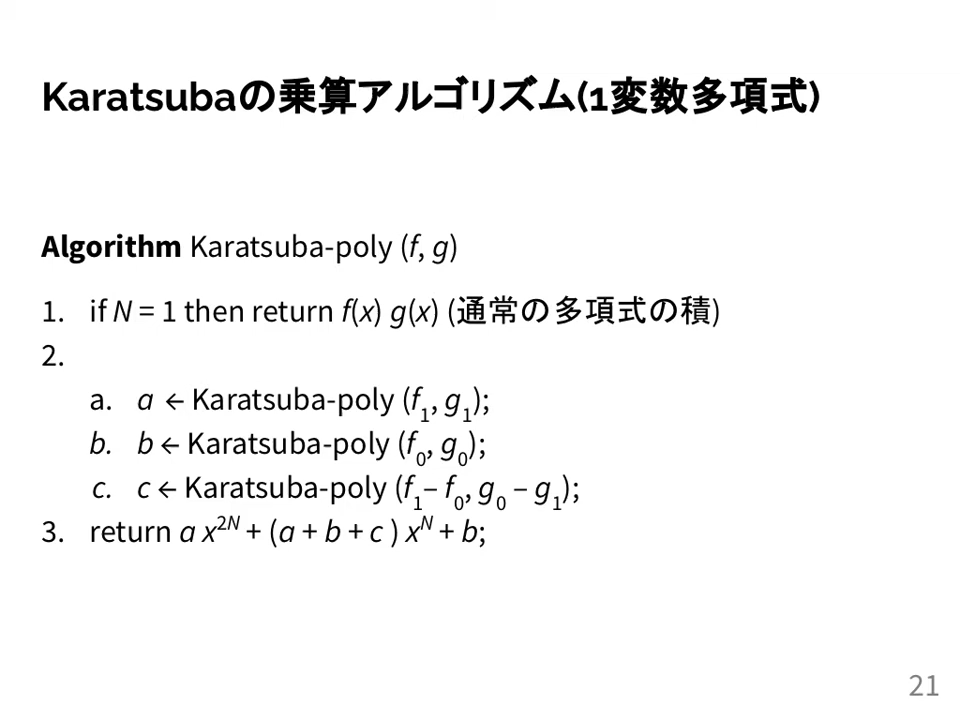 Karatsubaの乗算アルゴリズム(1変数多項式)
Algorithm Karatsuba-poly (f, g)
1. if N = 1 then return f(x) g(x) (通常の多項式の積)
2.
a. a ← Karatsuba-poly (f₁, g₁);
b. b ← Karatsuba-poly (f₀, g₀);
c. c ← Karatsuba-poly (f₁– f₀, g₀ – g₁);
3. return a x²ᴺ + (a + b + c ) xᴺ + b;
21